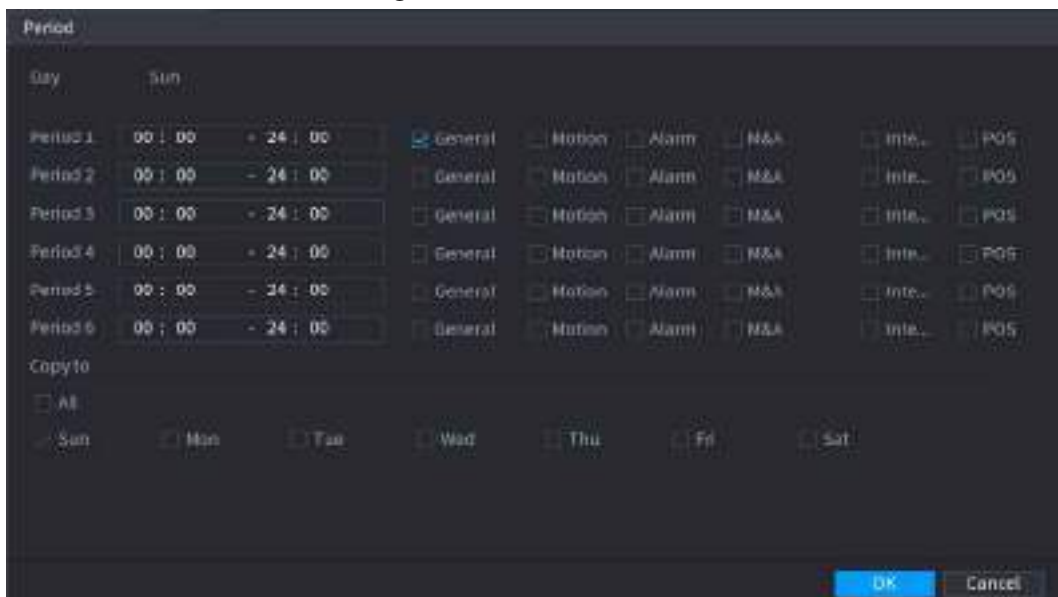 Period
Day Sun
Period 1 00 : 00 - 24 : 00 General Motion Alarm M&A Inte... POS
Period 2 00 : 00 - 24 : 00 General Motion Alarm M&A Inte... POS
Period 3 00 : 00 - 24 : 00 General Motion Alarm M&A Inte... POS
Period 4 00 : 00 - 24 : 00 General Motion Alarm M&A Inte... POS
Period 5 00 : 00 - 24 : 00 General Motion Alarm M&A Inte... POS
Period 6 00 : 00 - 24 : 00 General Motion Alarm M&A Inte... POS
Copy to
All
Sun Mon Tue Wed Thu Fri Sat
OK Cancel